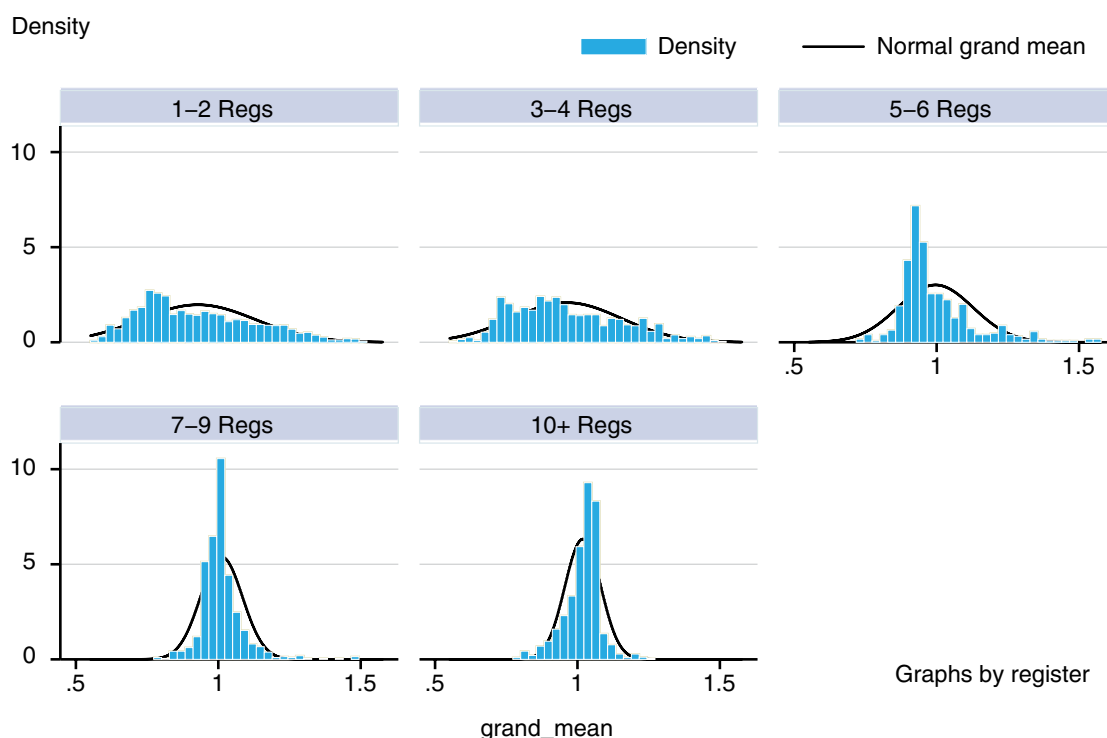 Density
Density
Normal grand mean
1–2 Regs
3–4 Regs
5–6 Regs
10
5
0
.5
1
1.5
7–9 Regs
10+ Regs
10
5
0
.5
1
1.5
.5
1
1.5
Graphs by register
grand_mean